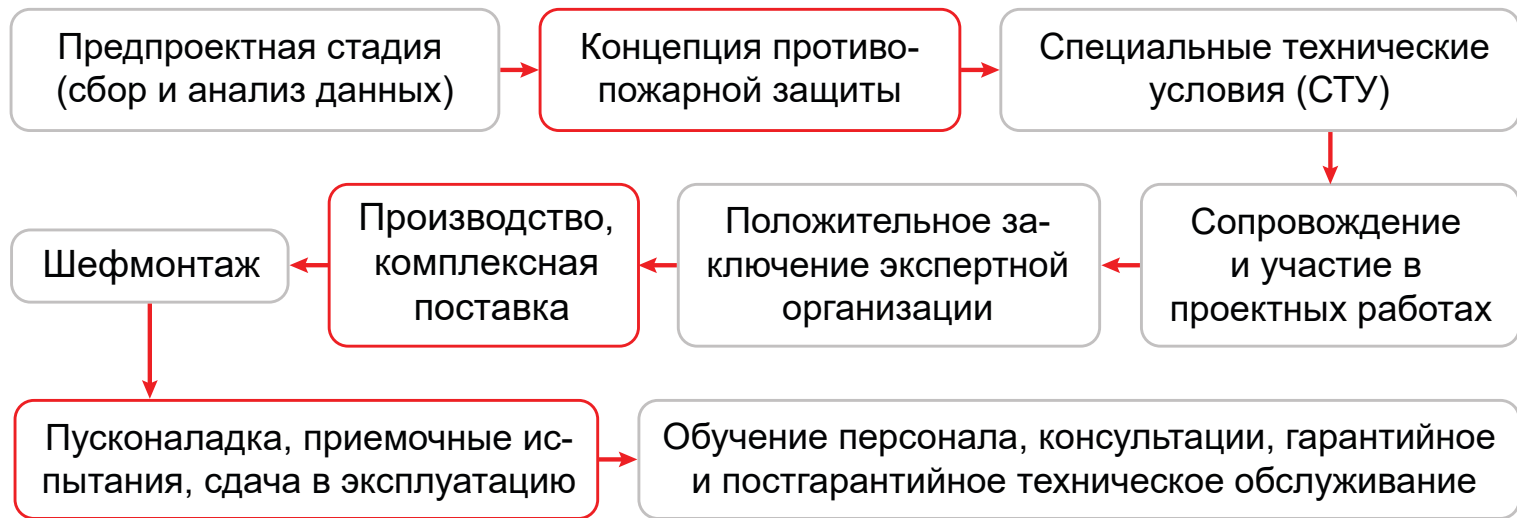 Предпроектная стадия
(сбор и анализ данных)
Концепция противо-
пожарной защиты
Специальные технические
условия (СТУ)
Сопровождение
и участие в
проектных работах
Положительное за-
ключение экспертной
организации
Производство,
комплексная
поставка
Шефмонтаж
Пусконаладка, приемочные ис-
пытания, сдача в эксплуатацию
Обучение персонала, консультации, гарантийное
и постгарантийное техническое обслуживание